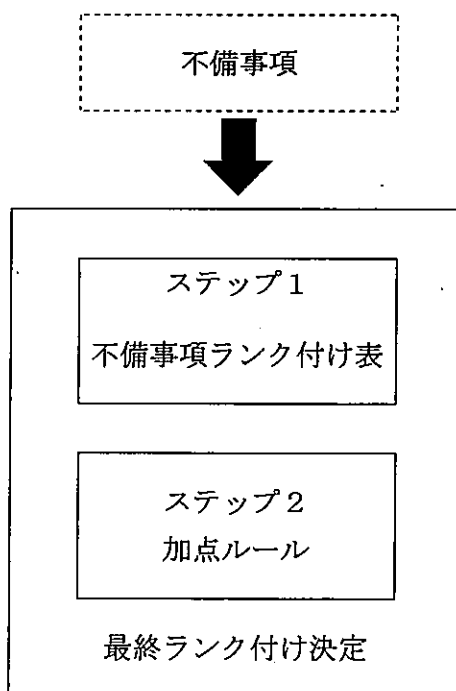 不備事項
ステップ１
不備事項ランク付け表
ステップ２
加点ルール
最終ランク付け決定